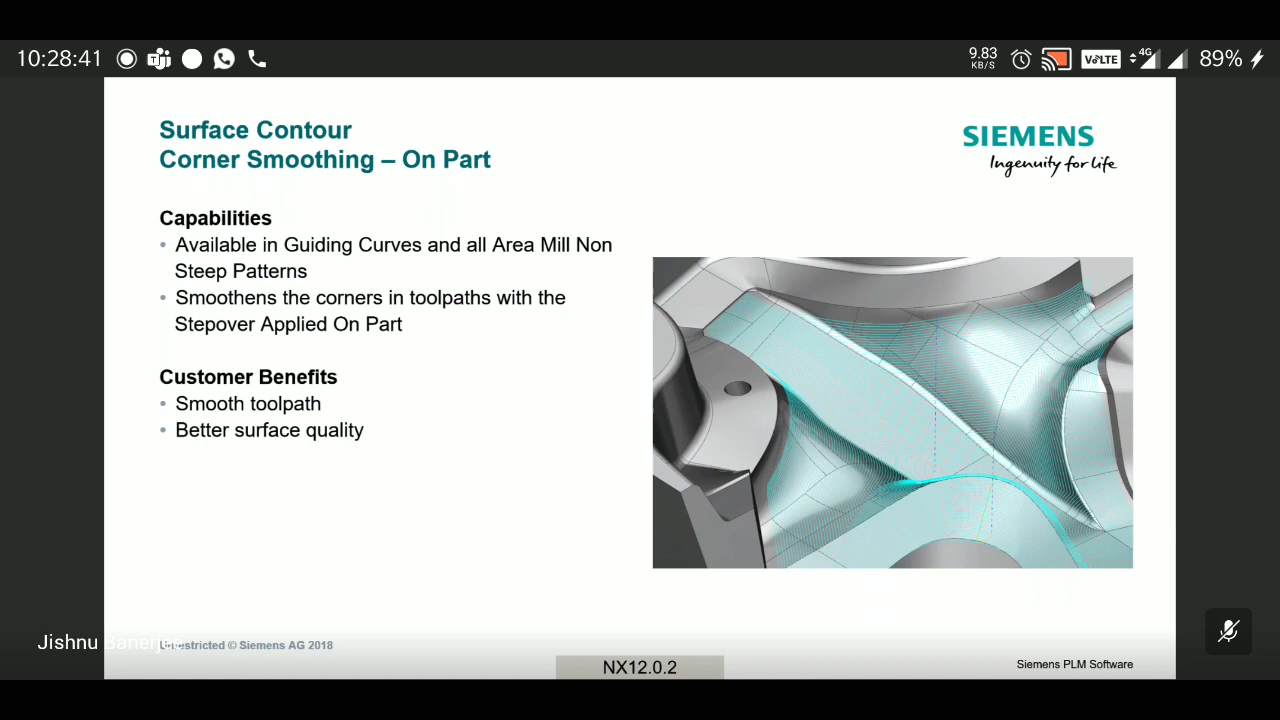 10:28:41
9.83
KB/S
VoLTE
4G
89%
Surface Contour
Corner Smoothing – On Part
SIEMENS
Ingenuity for life
Capabilities
• Available in Guiding Curves and all Area Mill Non
Steep Patterns
• Smoothens the corners in toolpaths with the
Stepover Applied On Part
Customer Benefits
• Smooth toolpath
• Better surface quality
Jishnu Banerjee
© Siemens AG 2018
NX12.0.2
Siemens PLM Software